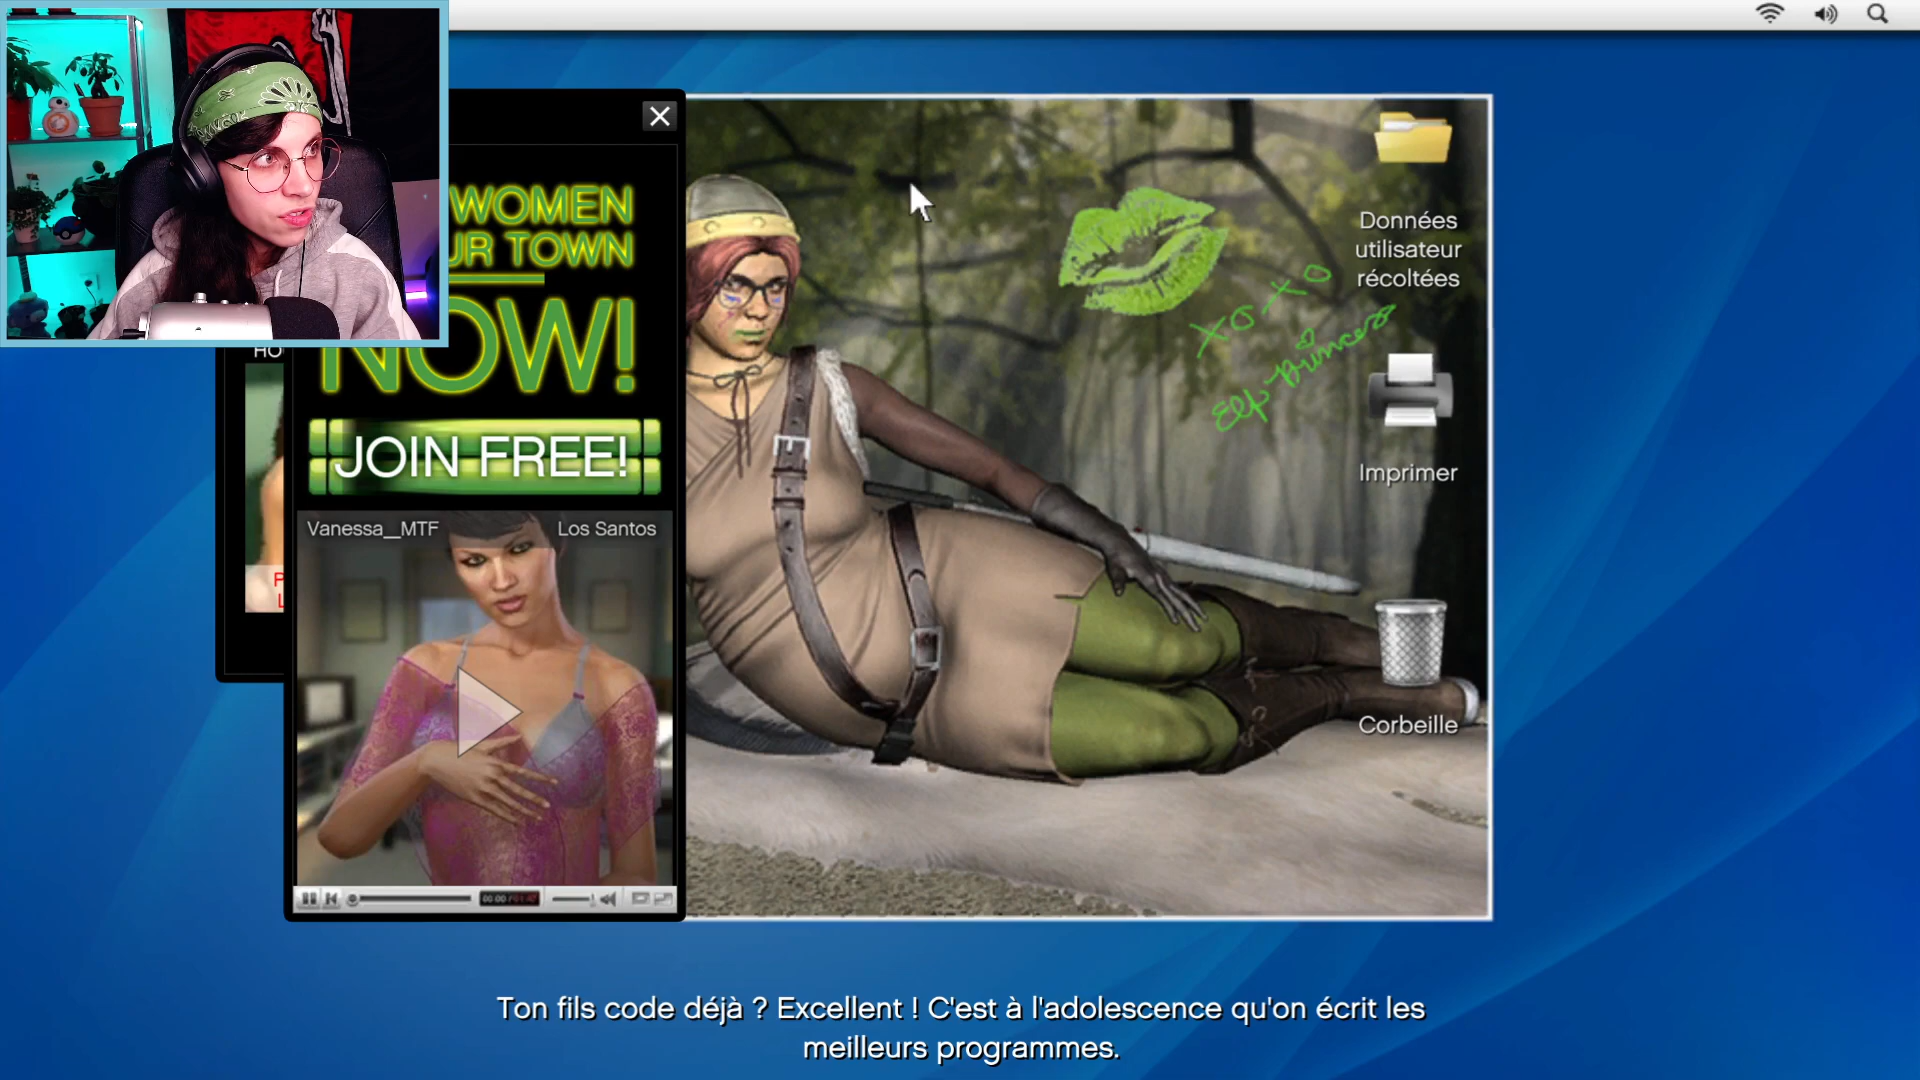 WOMEN
UR TOWN
NOW!
JOIN FREE!
Vanessa__MTF
Los Santos
HO
P
L
XOXO
Elf-Princess
Données
utilisateur
récoltées
Imprimer
Corbeille
Ton fils code déjà ? Excellent ! C'est à l'adolescence qu'on écrit les
meilleurs programmes.